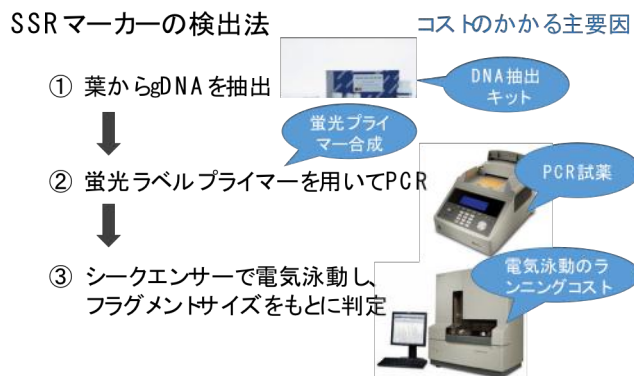 SSRマーカーの検出法
コストのかかる主要因
① 葉からgDNAを抽出
DNA抽出
キット
蛍光プライ
マー合成
② 蛍光ラベルプライマーを用いてPCR
PCR試薬
③ シークエンサーで電気泳動し、
フラグメントサイズをもとに判定
電気泳動のラ
ンニングコスト